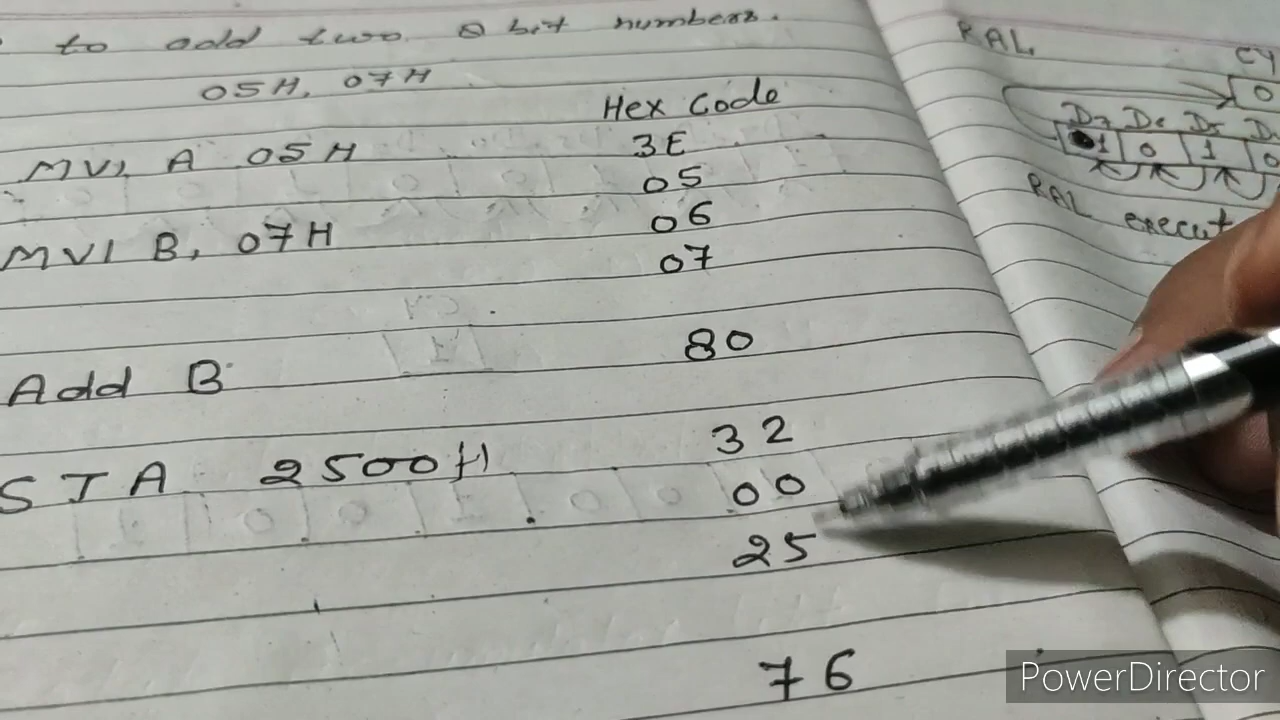 to add two 8 bit numbers.
05H, 07H
Hex Code
MVI A 05H 3E
05
MVI B, 07H 06
07
Add B 80
STA 2500H 32
00
25
76
RAL
CY
0
D7 D6 D5
1 0 1 0
RAL execut
PowerDirector